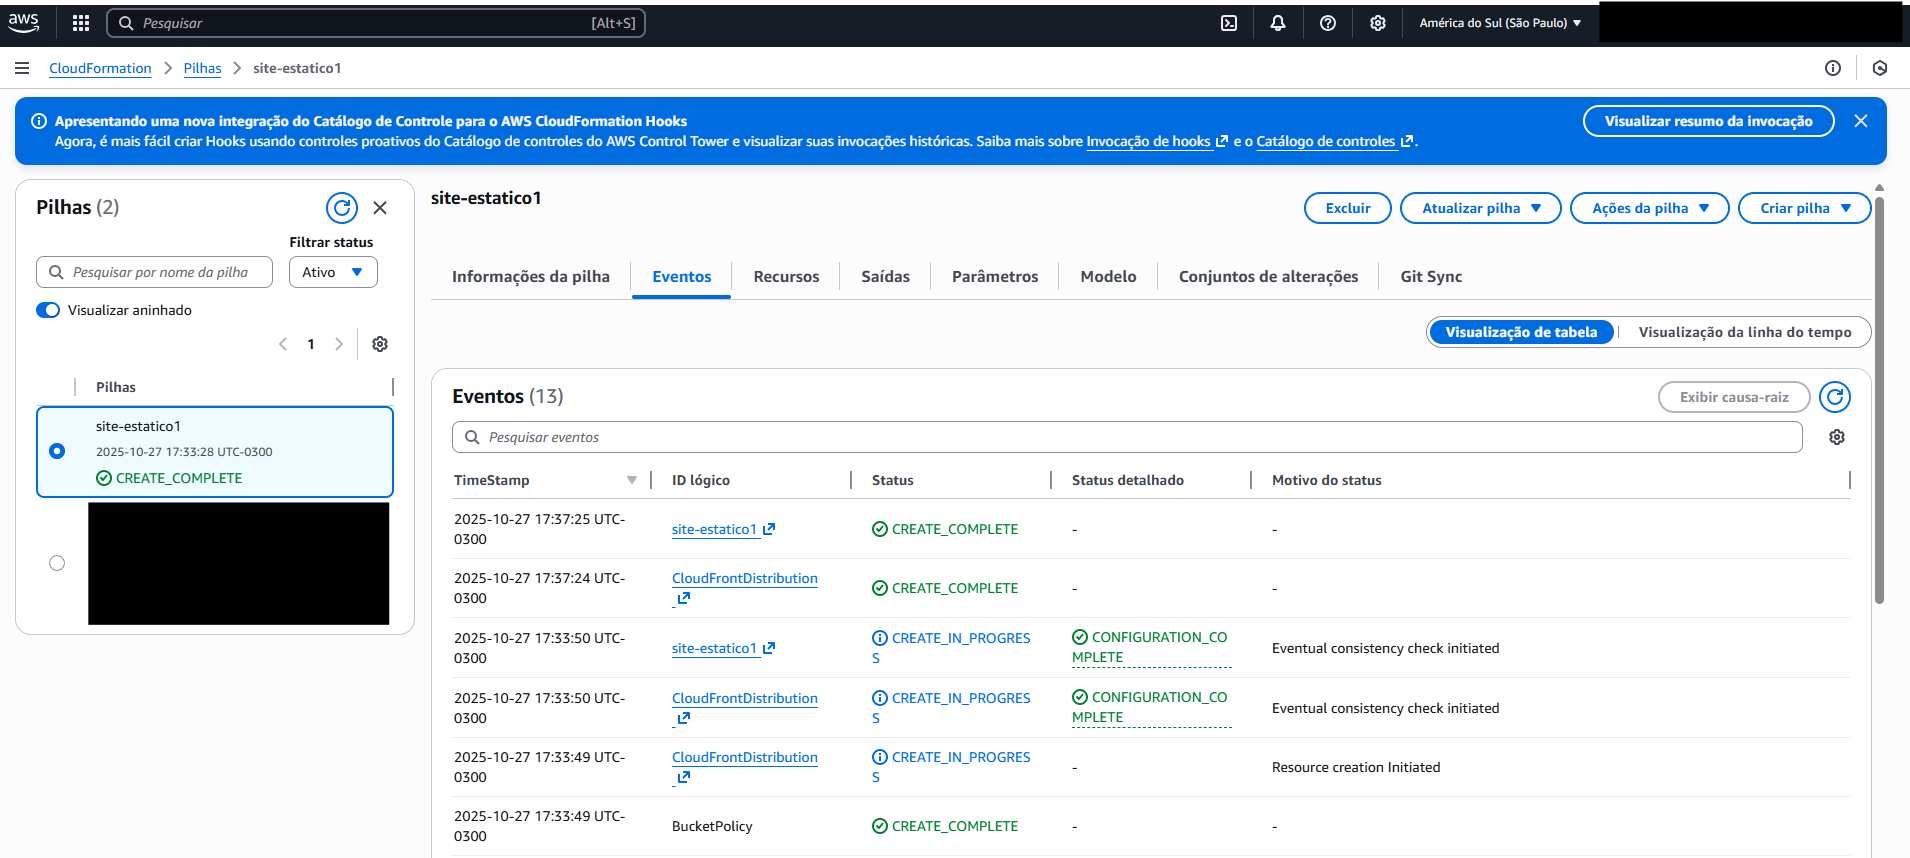 aws
Pesquisar
[Alt+S]
América do Sul (São Paulo)
CloudFormation
Pilhas
site-estatico1
Apresentando uma nova integração do Catálogo de Controle para o AWS CloudFormation Hooks
Agora, é mais fácil criar Hooks usando controles proativos do Catálogo de controles do AWS Control Tower e visualizar suas invocações históricas. Saiba mais sobre Invocação de hooks e o Catálogo de controles .
Visualizar resumo da invocação
Pilhas (2)
Filtrar status
Pesquisar por nome da pilha
Ativo
Visualizar aninhado
1
Pilhas
site-estatico1
2025-10-27 17:33:28 UTC-0300
CREATE_COMPLETE
site-estatico1
Excluir
Atualizar pilha
Ações da pilha
Criar pilha
Informações da pilha
Eventos
Recursos
Saídas
Parâmetros
Modelo
Conjuntos de alterações
Git Sync
Visualização de tabela
Visualização da linha do tempo
Eventos (13)
Exibir causa-raiz
Pesquisar eventos
TimeStamp
ID lógico
Status
Status detalhado
Motivo do status
2025-10-27 17:37:25 UTC-
0300
site-estatico1
CREATE_COMPLETE
-
-
2025-10-27 17:37:24 UTC-
0300
CloudFrontDistribution
CREATE_COMPLETE
-
-
2025-10-27 17:33:50 UTC-
0300
site-estatico1
CREATE_IN_PROGRES
S
CONFIGURATION_CO
MPLETE
Eventual consistency check initiated
2025-10-27 17:33:50 UTC-
0300
CloudFrontDistribution
CREATE_IN_PROGRES
S
CONFIGURATION_CO
MPLETE
Eventual consistency check initiated
2025-10-27 17:33:49 UTC-
0300
CloudFrontDistribution
CREATE_IN_PROGRES
S
-
Resource creation Initiated
2025-10-27 17:33:49 UTC-
0300
BucketPolicy
CREATE_COMPLETE
-
-